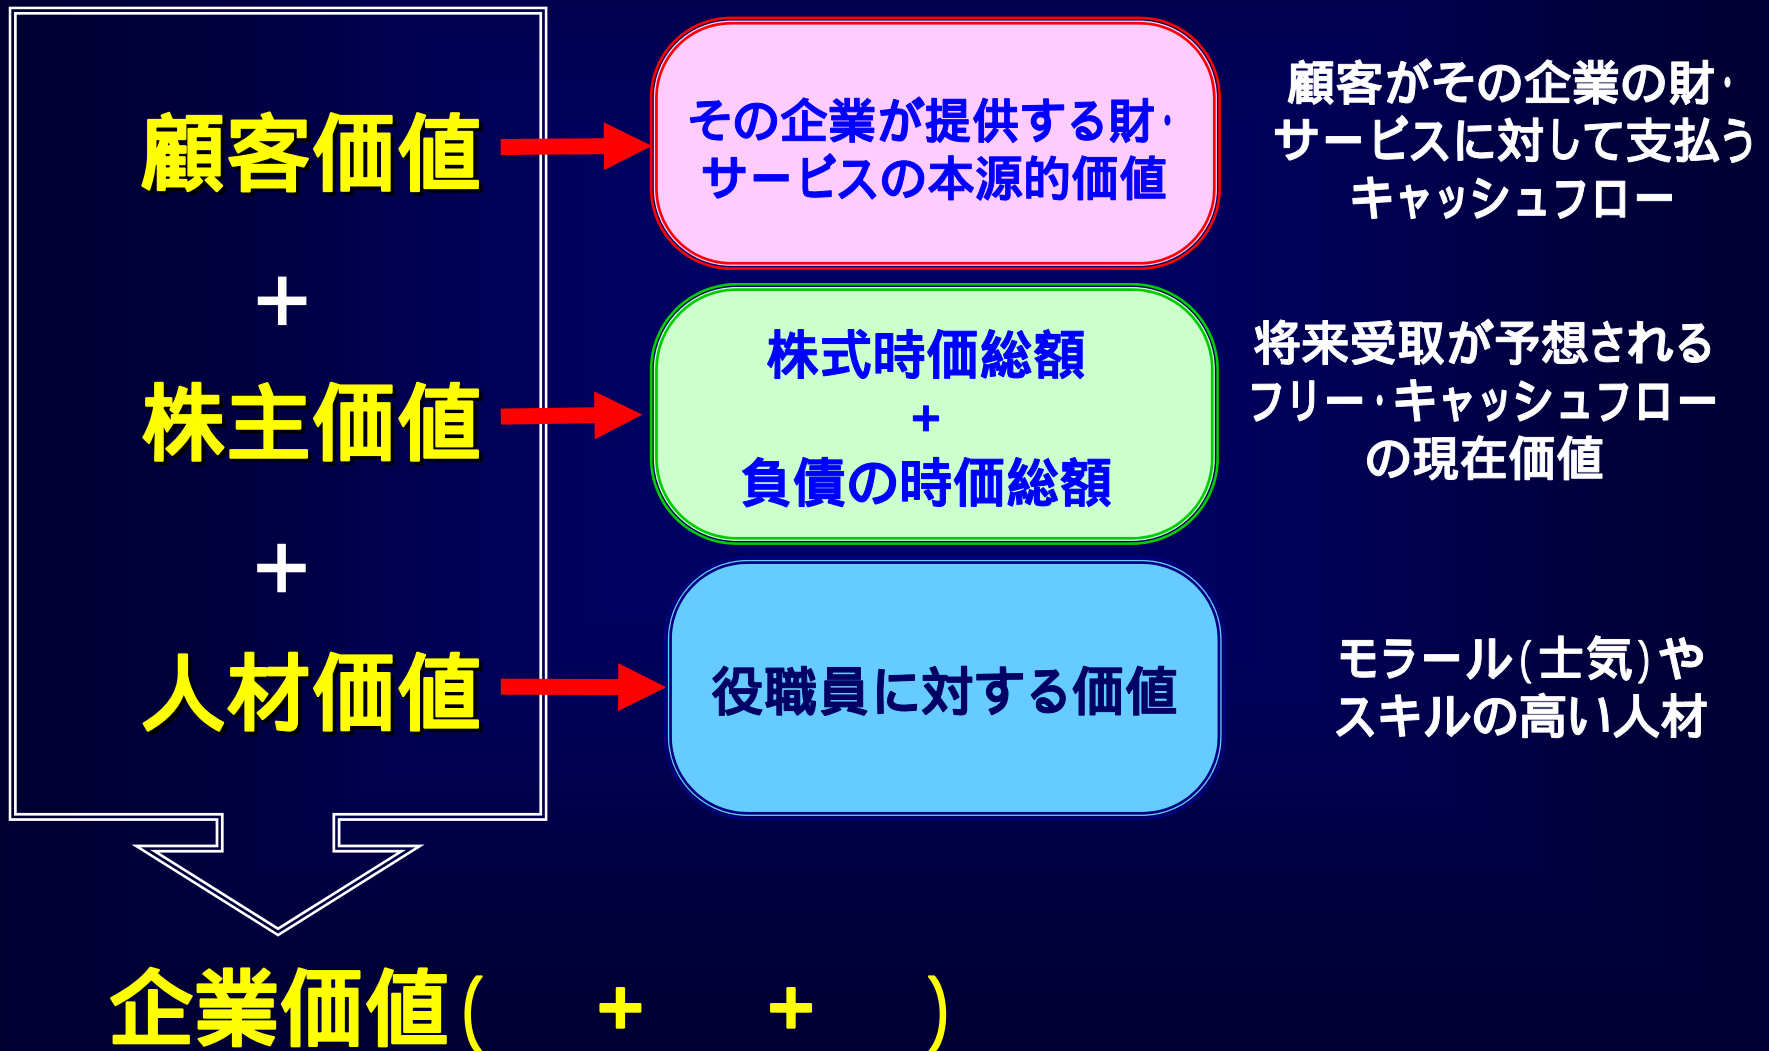 顧客価値
+
株主価値
+
人材価値
その企業が提供する財・
サービスの本源的価値
顧客がその企業の財・
サービスに対して支払う
キャッシュフロー
株式時価総額
+
負債の時価総額
将来受取が予想される
フリー・キャッシュフロー
の現在価値
役職員に対する価値
モラール(士気)や
スキルの高い人材
企業価値(　+　+　)